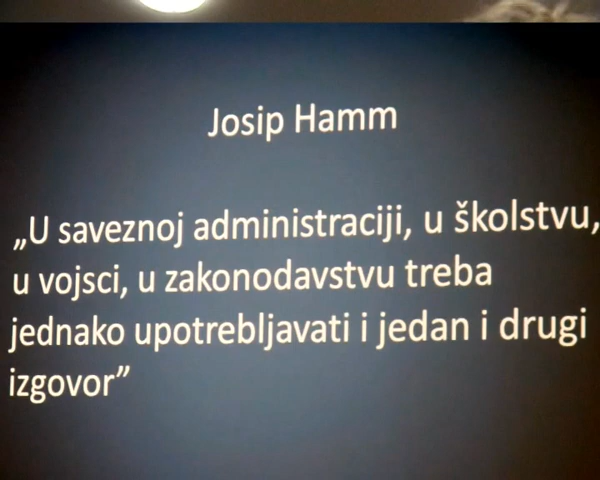 Josip Hamm
„U saveznoj administraciji, u školstvu,
u vojsci, u zakonodavstvu treba
jednako upotrebljavati i jedan i drugi
izgovor”